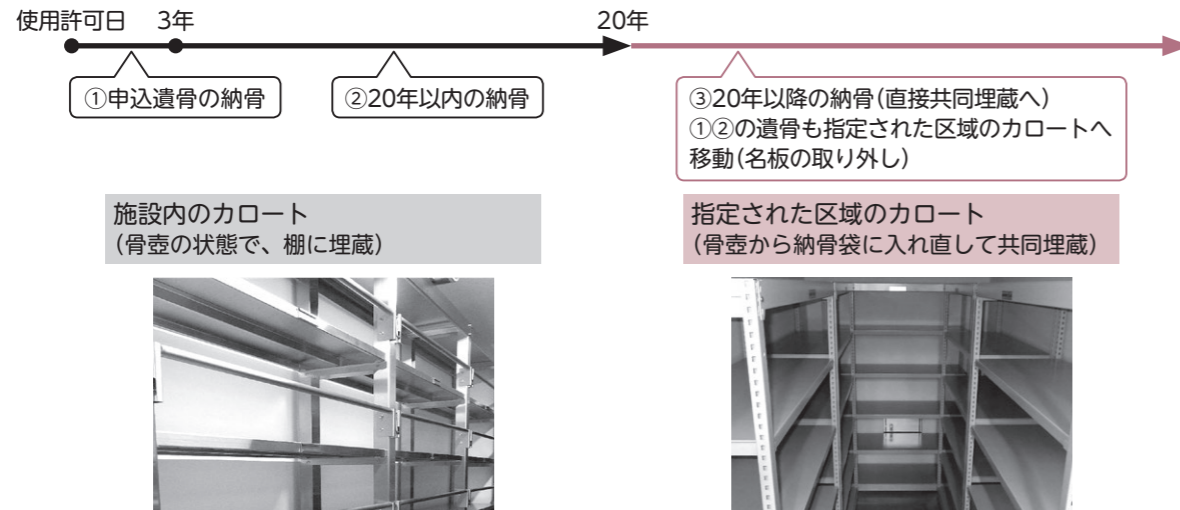 使用許可日 3年 20年
①申込遺骨の納骨
②20年以内の納骨
③20年以降の納骨(直接共同埋蔵へ)
①②の遺骨も指定された区域のカロートへ
移動(名板の取り外し)
施設内のカロート
(骨壺の状態で、棚に埋蔵)
指定された区域のカロート
(骨壺から納骨袋に入れ直して共同埋蔵)